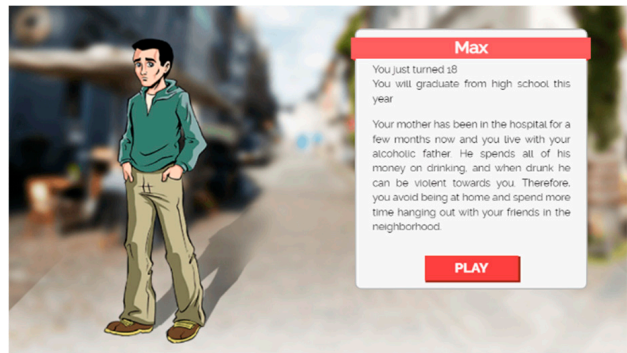 Max
You just turned 18
You will graduate from high school this
year
Your mother has been in the hospital for a
few months now and you live with your
alcoholic father. He spends all of his
money on drinking, and when drunk he
can be violent towards you. Therefore,
you avoid being at home and spend more
time hanging out with your friends in the
neighborhood.
PLAY